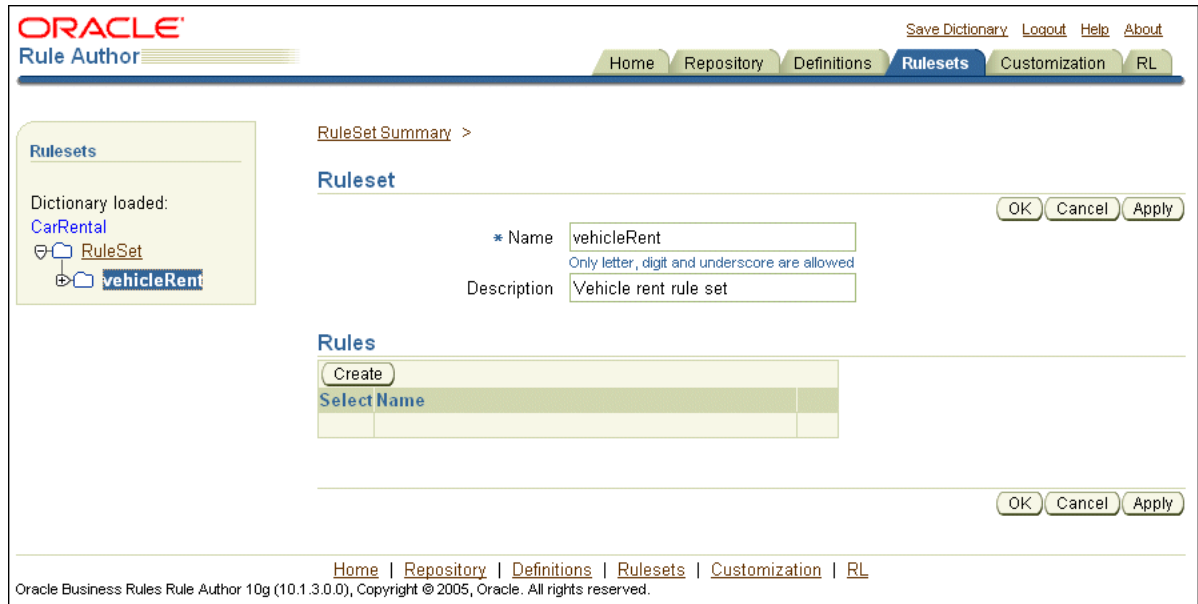 ORACLE
Rule Author
Save Dictionary Logout Help About
Home Repository Definitions Rulesets Customization RL
Rulesets
Dictionary loaded:
CarRental
RuleSet
vehicleRent
RuleSet Summary >
Ruleset
OK Cancel Apply
* Name vehicleRent
Only letter, digit and underscore are allowed
Description Vehicle rent rule set
Rules
Create
Select Name
OK Cancel Apply
Home | Repository | Definitions | Rulesets | Customization | RL
Oracle Business Rules Rule Author 10g (10.1.3.0.0), Copyright © 2005, Oracle. All rights reserved.